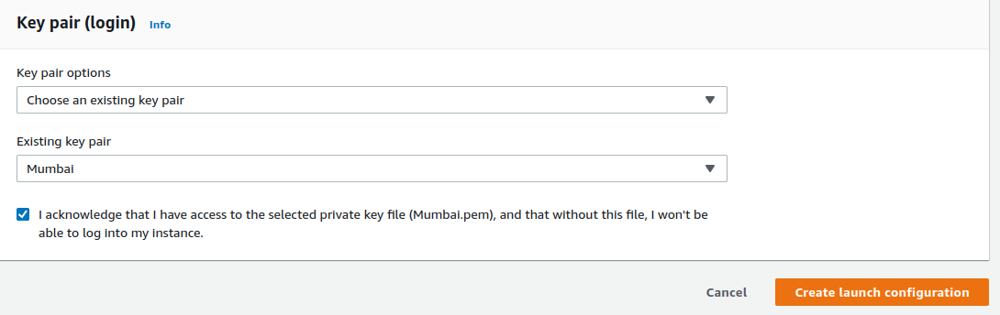 Key pair (login) Info
Key pair options
Choose an existing key pair
Existing key pair
Mumbai
I acknowledge that I have access to the selected private key file (Mumbai.pem), and that without this file, I won't be
able to log into my instance.
Cancel Create launch configuration